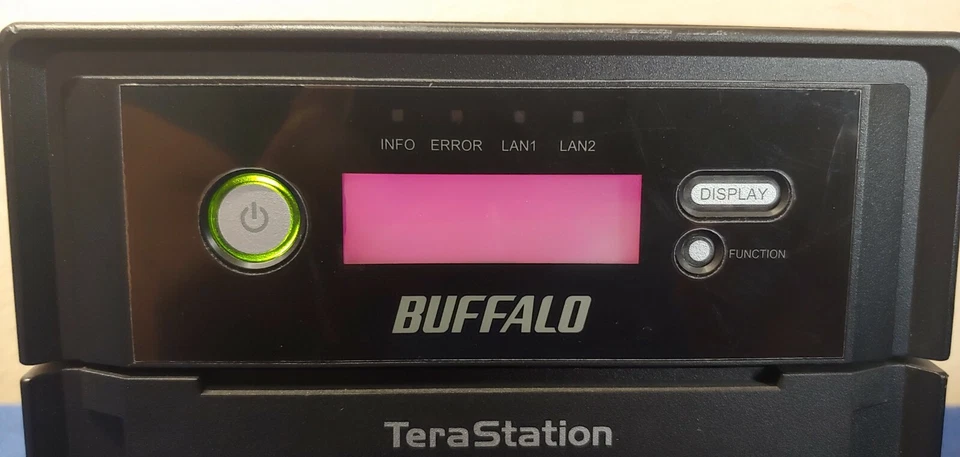 INFO ERROR LAN1 LAN2
DISPLAY
FUNCTION
BUFFALO
TeraStation